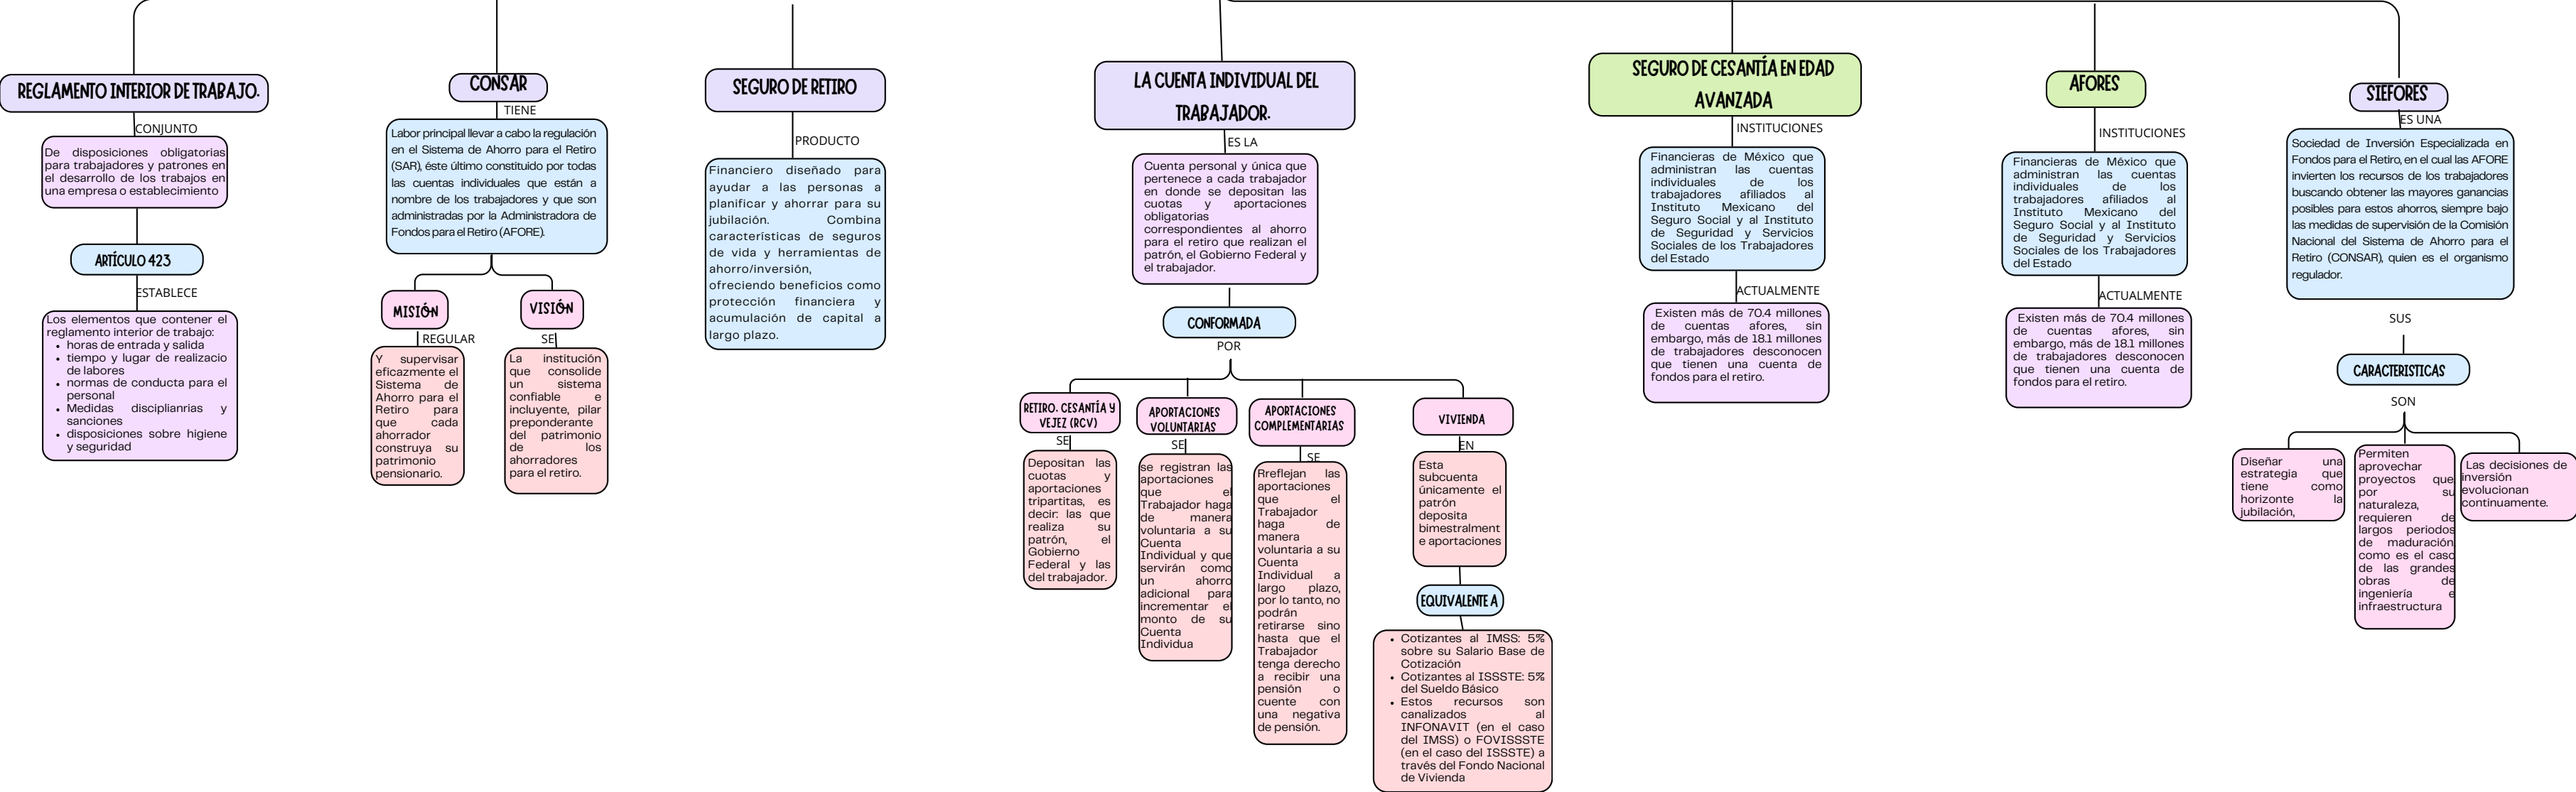 REGLAMENTO INTERIOR DE TRABAJO.
CONJUNTO
De disposiciones obligatorias
para trabajadores y patrones en
el desarrollo de los trabajos en
una empresa o establecimiento
ARTÍCULO 423
ESTABLECE
Los elementos que contener el
reglamento interior de trabajo:
• horas de entrada y salida
• tiempo y lugar de realizacio
de labores
• normas de conducta para el
personal
• Medidas discipliarnrias y
sanciones
• disposiciones sobre higiene
y seguridad
CONSAR
TIENE
Labor principal llevar a cabo la regulación
en el Sistema de Ahorro para el Retiro
(SAR), éste último constituido por todas
las cuentas individuales que están a
nombre de los trabajadores y que son
administradas por la Administradora de
Fondos para el Retiro (AFORE).
MISIÓN
REGULAR
Y supervisar
eficazmente el
Sistema de
Ahorro para el
Retiro para
que cada
ahorrador
construya su
patrimonio
pensionario.
VISIÓN
SE
La institución
que consolide
un sistema
confiable e
incluyente, pilar
preponderante
del patrimonio
de los
ahorradores
para el retiro.
SEGURO DE RETIRO
PRODUCTO
Financiero diseñado para
ayudar a las personas a
planificar y ahorrar para su
jubilación. Combina
características de seguros
de vida y herramientas de
ahorro/inversión,
ofreciendo beneficios como
protección financiera y
acumulación de capital a
largo plazo.
LA CUENTA INDIVIDUAL DEL
TRABAJADOR.
ES LA
Cuenta personal y única que
pertenece a cada trabajador
en donde se depositan las
cuotas y aportaciones
obligatorias
correspondientes al ahorro
para el retiro que realizan el
patrón, el Gobierno Federal y
el trabajador.
CONFORMADA
POR
RETIRO, CESANTÍA Y
VEJEZ (RCV)
SE
Depositan las
cuotas y
aportaciones
tripartitas, es
decir: las que
realiza su
patrón, el
Gobierno
Federal y las
del trabajador.
APORTACIONES
VOLUNTARIAS
SE
se registran las
aportaciones
que el
Trabajador haga
de manera
voluntaria a su
Cuenta
Individual y que
servirán como
un ahorro
adicional para
incrementar el
monto de su
Cuenta
Individua
APORTACIONES
COMPLEMENTARIAS
SE
Rreflejan las
aportaciones
que el
Trabajador
haga de
manera
voluntaria a su
Cuenta
Individual a
largo plazo,
por lo tanto, no
podrán
retirarse sino
hasta que el
Trabajador
tenga derecho
a recibir una
pensión o
cuente con
una negativa
de pensión.
VIVIENDA
EN
Esta
subcuenta
únicamente el
patrón
deposita
bimestralment
e aportaciones
EQUIVALENTE A
• Cotizantes al IMSS: 5%
sobre su Salario Base de
Cotización
• Cotizantes al ISSSTE: 5%
del Sueldo Básico
• Estos recursos son
canalizados al
INFONAVIT (en el caso
del IMSS) o FOVISSSTE
(en el caso del ISSSTE) a
través del Fondo Nacional
de Vivienda
SEGURO DE CESANTÍA EN EDAD
AVANZADA
INSTITUCIONES
Financieras de México que
administran las cuentas
individuales de los
trabajadores afiliados al
Instituto Mexicano del
Seguro Social y al Instituto
de Seguridad y Servicios
Sociales de los Trabajadores
del Estado
ACTUALMENTE
Existen más de 70.4 millones
de cuentas afores, sin
embargo, más de 18.1 millones
de trabajadores desconocen
que tienen una cuenta de
fondos para el retiro.
AFORES
INSTITUCIONES
Financieras de México que
administran las cuentas
individuales de los
trabajadores afiliados al
Instituto Mexicano del
Seguro Social y al Instituto
de Seguridad y Servicios
Sociales de los Trabajadores
del Estado
ACTUALMENTE
Existen más de 70.4 millones
de cuentas afores, sin
embargo, más de 18.1 millones
de trabajadores desconocen
que tienen una cuenta de
fondos para el retiro.
SIEFORES
ES UNA
Sociedad de Inversión Especializada en
Fondos para el Retiro, en el cual las AFORE
invierten los recursos de los trabajadores
buscando obtener las mayores ganancias
posibles para estos ahorros, siempre bajo
las medidas de supervisión de la Comisión
Nacional del Sistema de Ahorro para el
Retiro (CONSAR), quien es el organismo
regulador.
SUS
CARACTERISTICAS
SON
Diseñar una
estrategia que
tiene como
horizonte la
jubilación,
Permiten
aprovechar
proyectos que
por su
naturaleza,
requieren de
largos periodos
de maduración,
como es el caso
de las grandes
obras de
ingeniería e
infraestructura
Las decisiones de
inversión
evolucionan
continuamente.